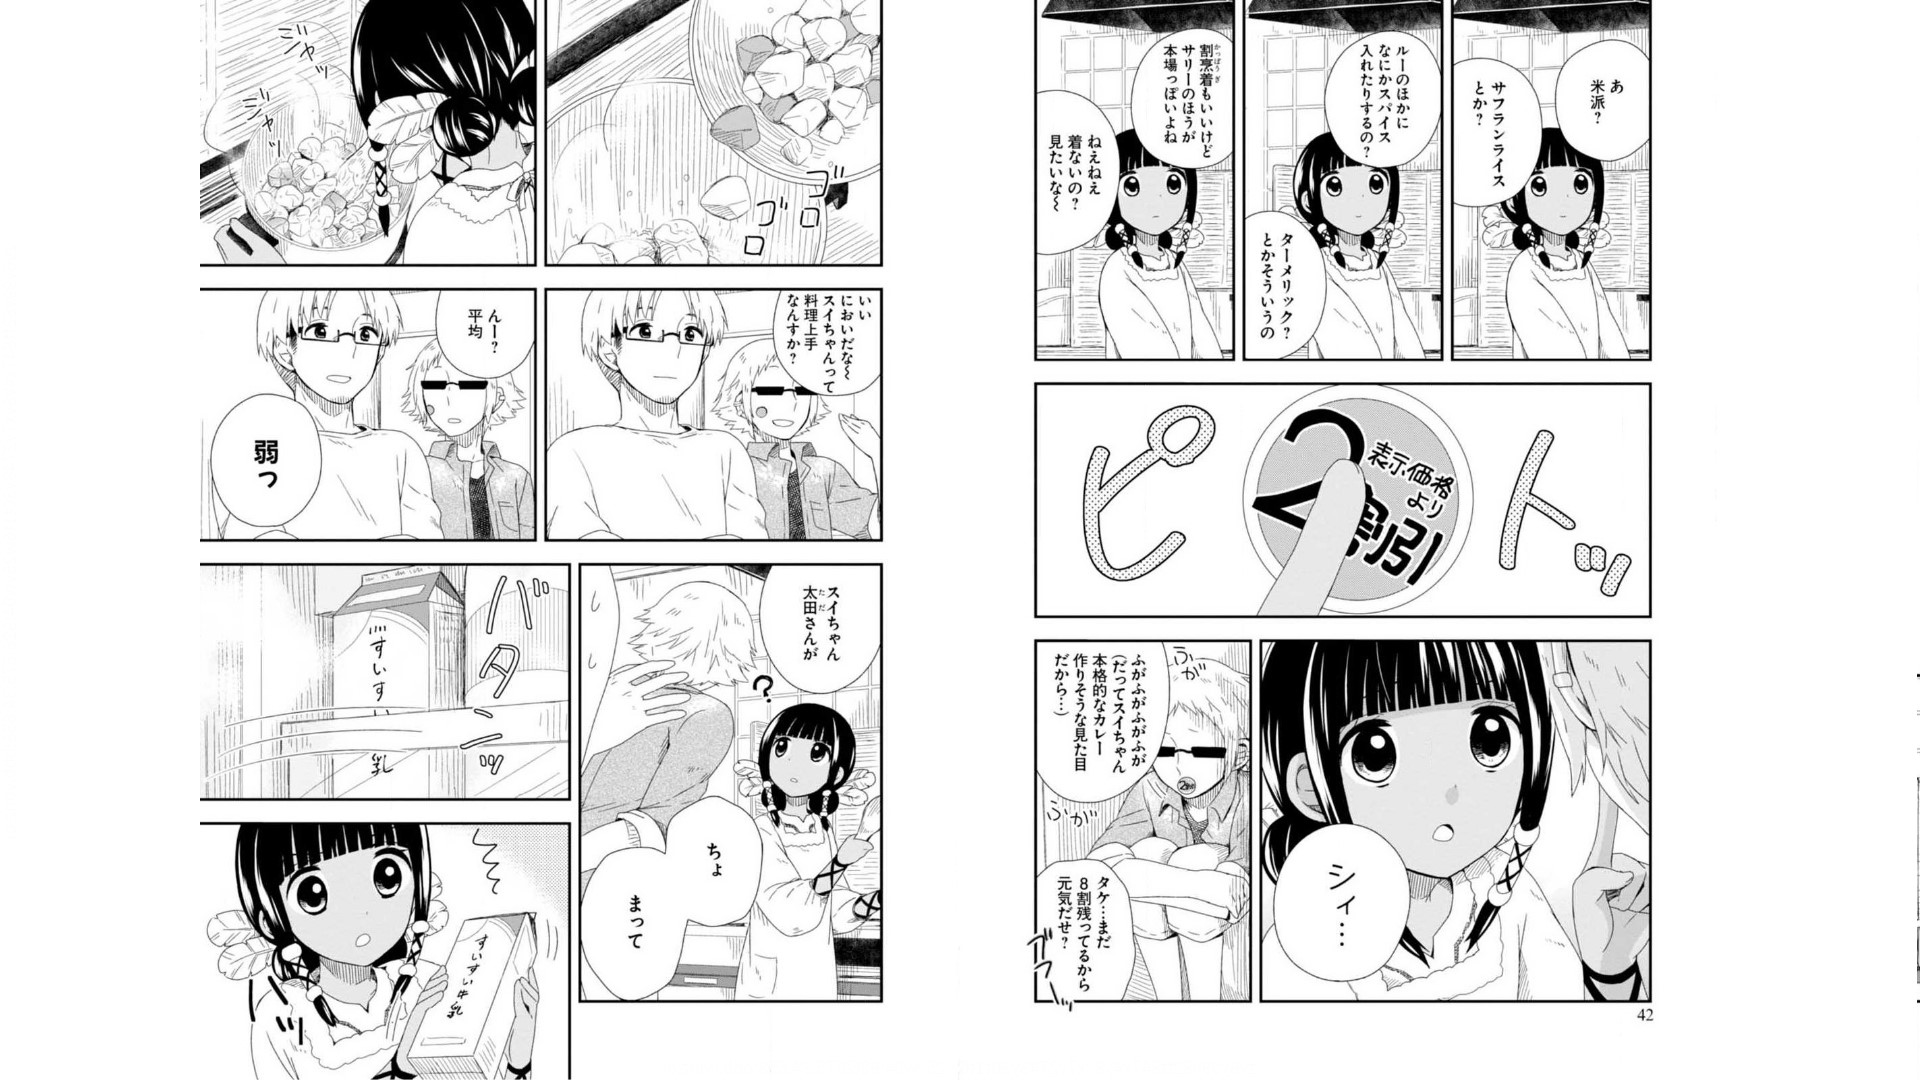 あ
米派?
サフランライス
とか?
ルーのほかに
なにかスパイス
入れたりするの?
ターメリック?
とかそういうの
かっぽうぎ
割烹着もいいけど
サリーのほうが
本場っぽいよね
ねえねえ
着ないの?
見たいな〜
ピトッ
表示価格
より
2割引
シィ…
ふが
ふがふがふがふが
(だってスイちゃん
本格的なカレー
作りそうな見た目
だから…)
ふが
タケ…まだ
8割残ってるから
元気だせ?
42
ゴロ
ゴロ
ジャッ
ジャッ
いい
においだな〜
スイちゃんって
料理上手
なんすか?
んー?
平均
弱っ
スイちゃん
ただ
太田さんが
?
ちょ
まって
バタンッ
すいすい
乳
すいすい牛乳